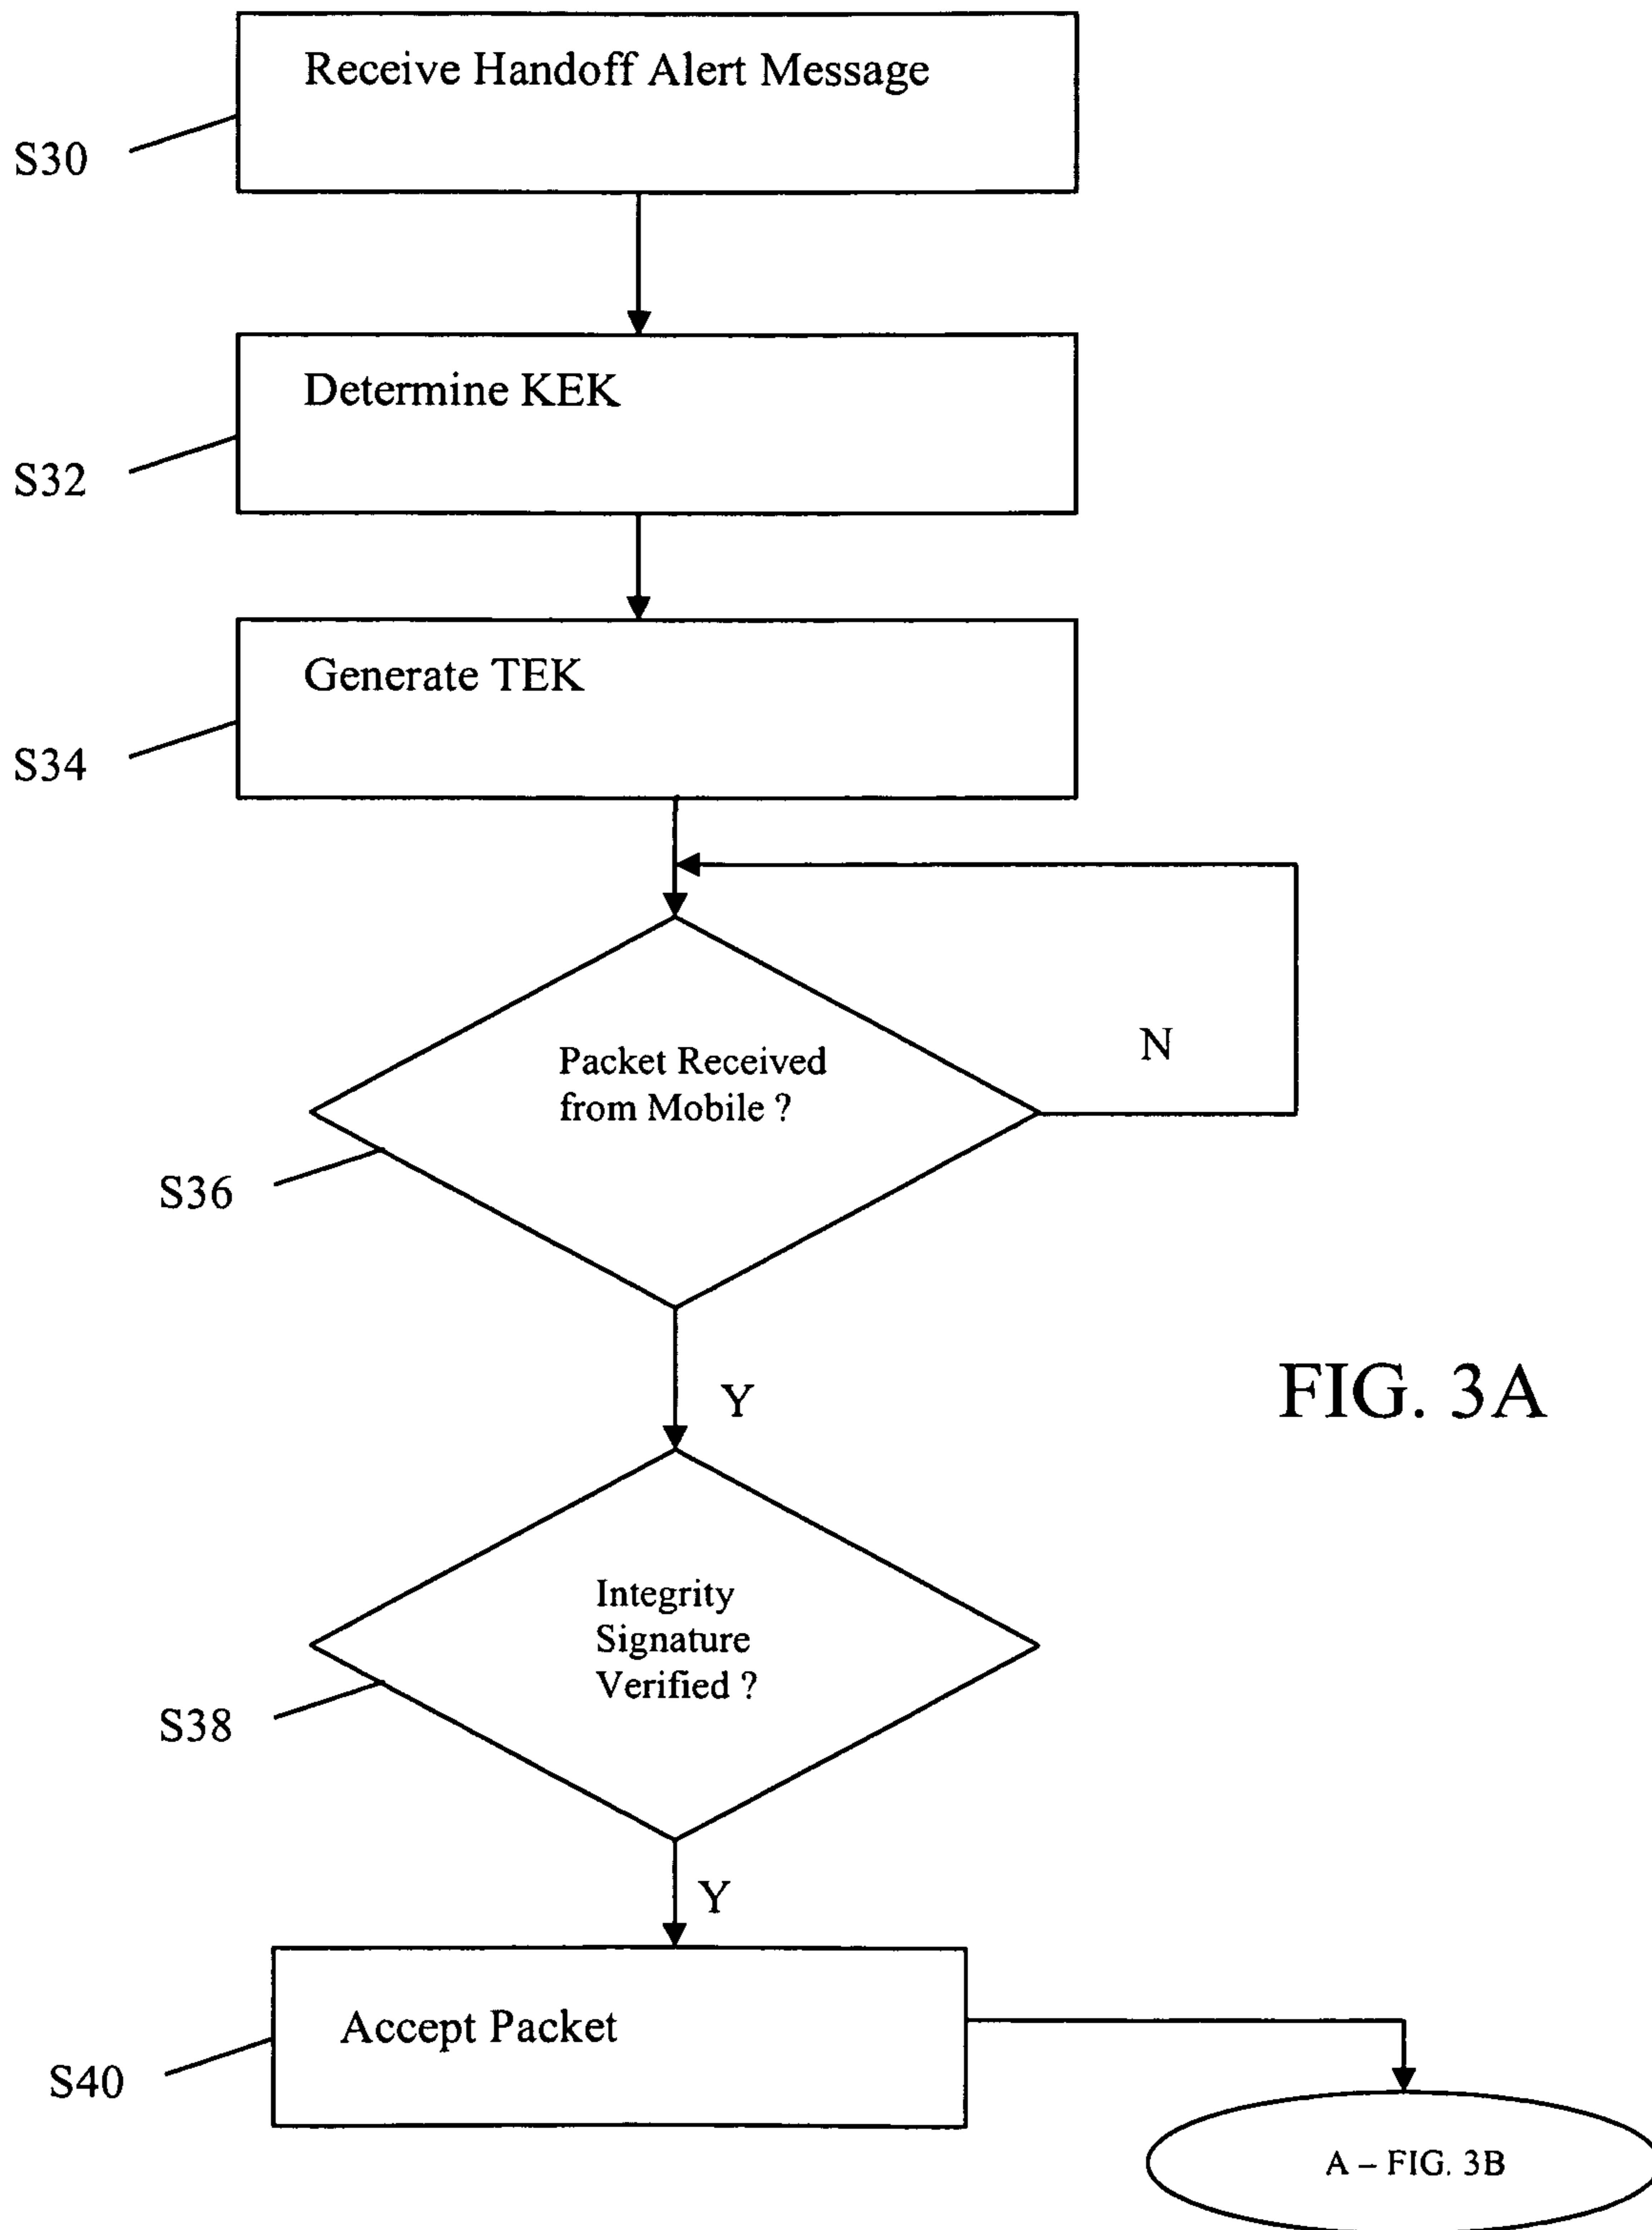 Receive Handoff Alert Message
S30
Determine KEK
S32
Generate TEK
S34
Packet Received
from Mobile ?
N
S36
Y
FIG. 3A
Integrity
Signature
Verified ?
S38
Y
Accept Packet
S40
A – FIG. 3B